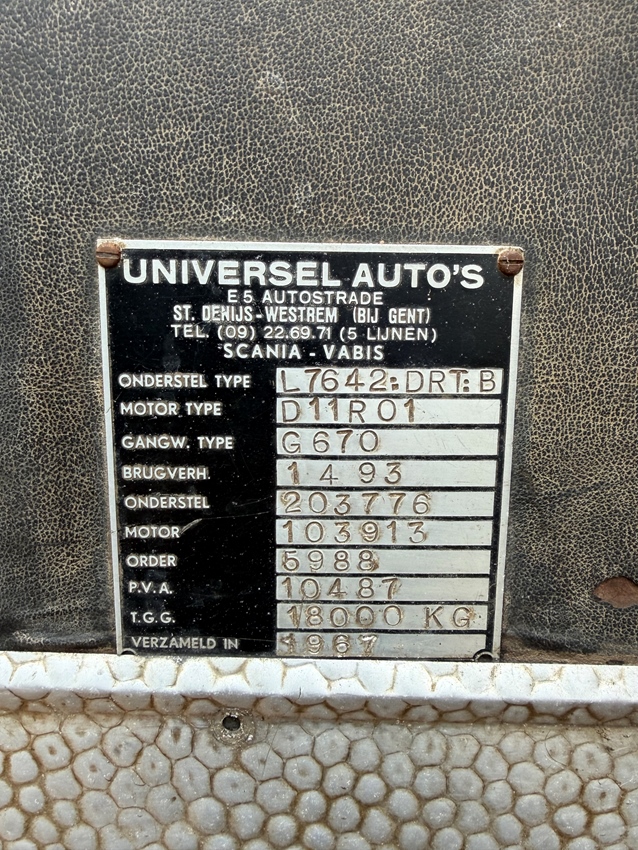 UNIVERSEL AUTO'S
E5 AUTOSTRADE
ST. DENIJS-WESTREM (BIJ GENT)
TEL. (09) 22.69.71 (5 LIJNEN)
SCANIA - VABIS
ONDERSTEL TYPE L7642:DRT:B
MOTOR TYPE D11R01
GANGW. TYPE G670
BRUGVERH. 1493
ONDERSTEL 203776
MOTOR 103913
ORDER 5988
P.V.A. 10487
T.G.G. 18000 KG
VERZAMELD IN 1967